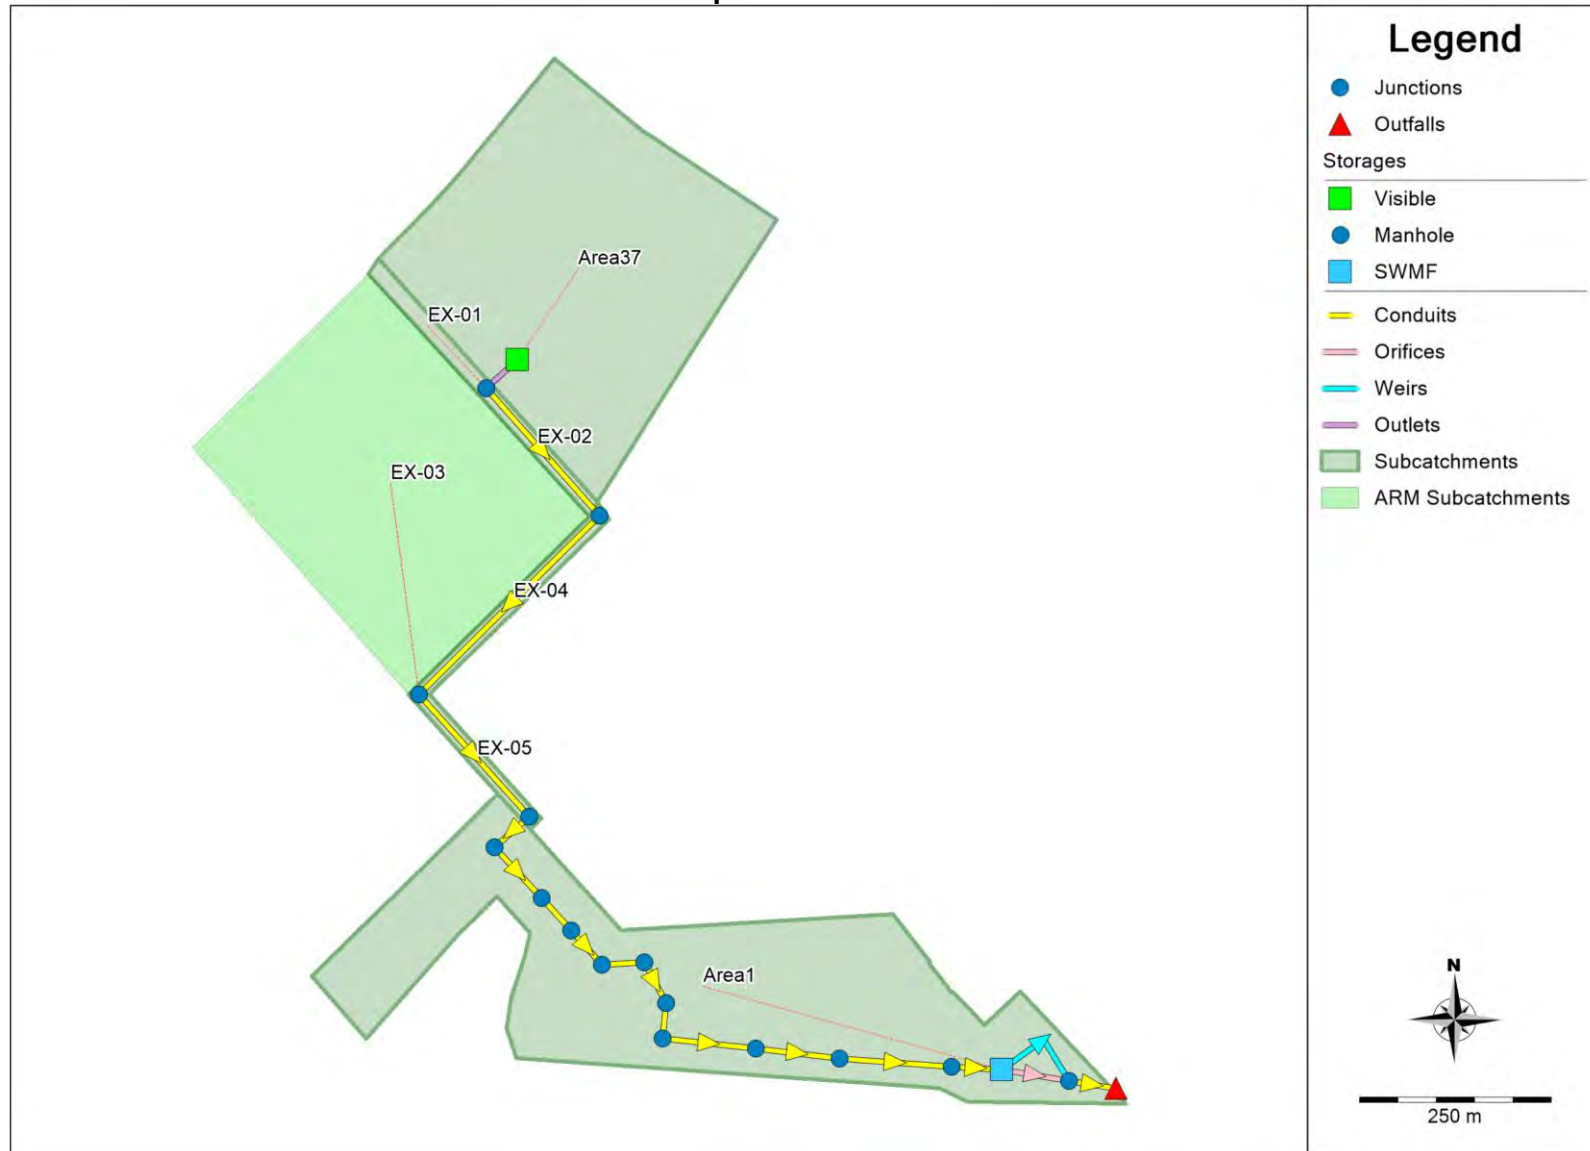 Legend
Junctions
Outfalls
Storages
Visible
Manhole
SWMF
Conduits
Orifices
Weirs
Outlets
Subcatchments
ARM Subcatchments
Area37
EX-01
EX-02
EX-03
EX-04
EX-05
Area1
N
250 m